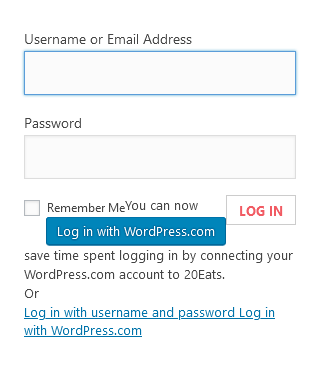 Username or Email Address
Password
Remember MeYou can now
LOG IN
Log in with WordPress.com
save time spent logging in by connecting your
WordPress.com account to 20Eats.
Or
Log in with username and password Log in
with WordPress.com